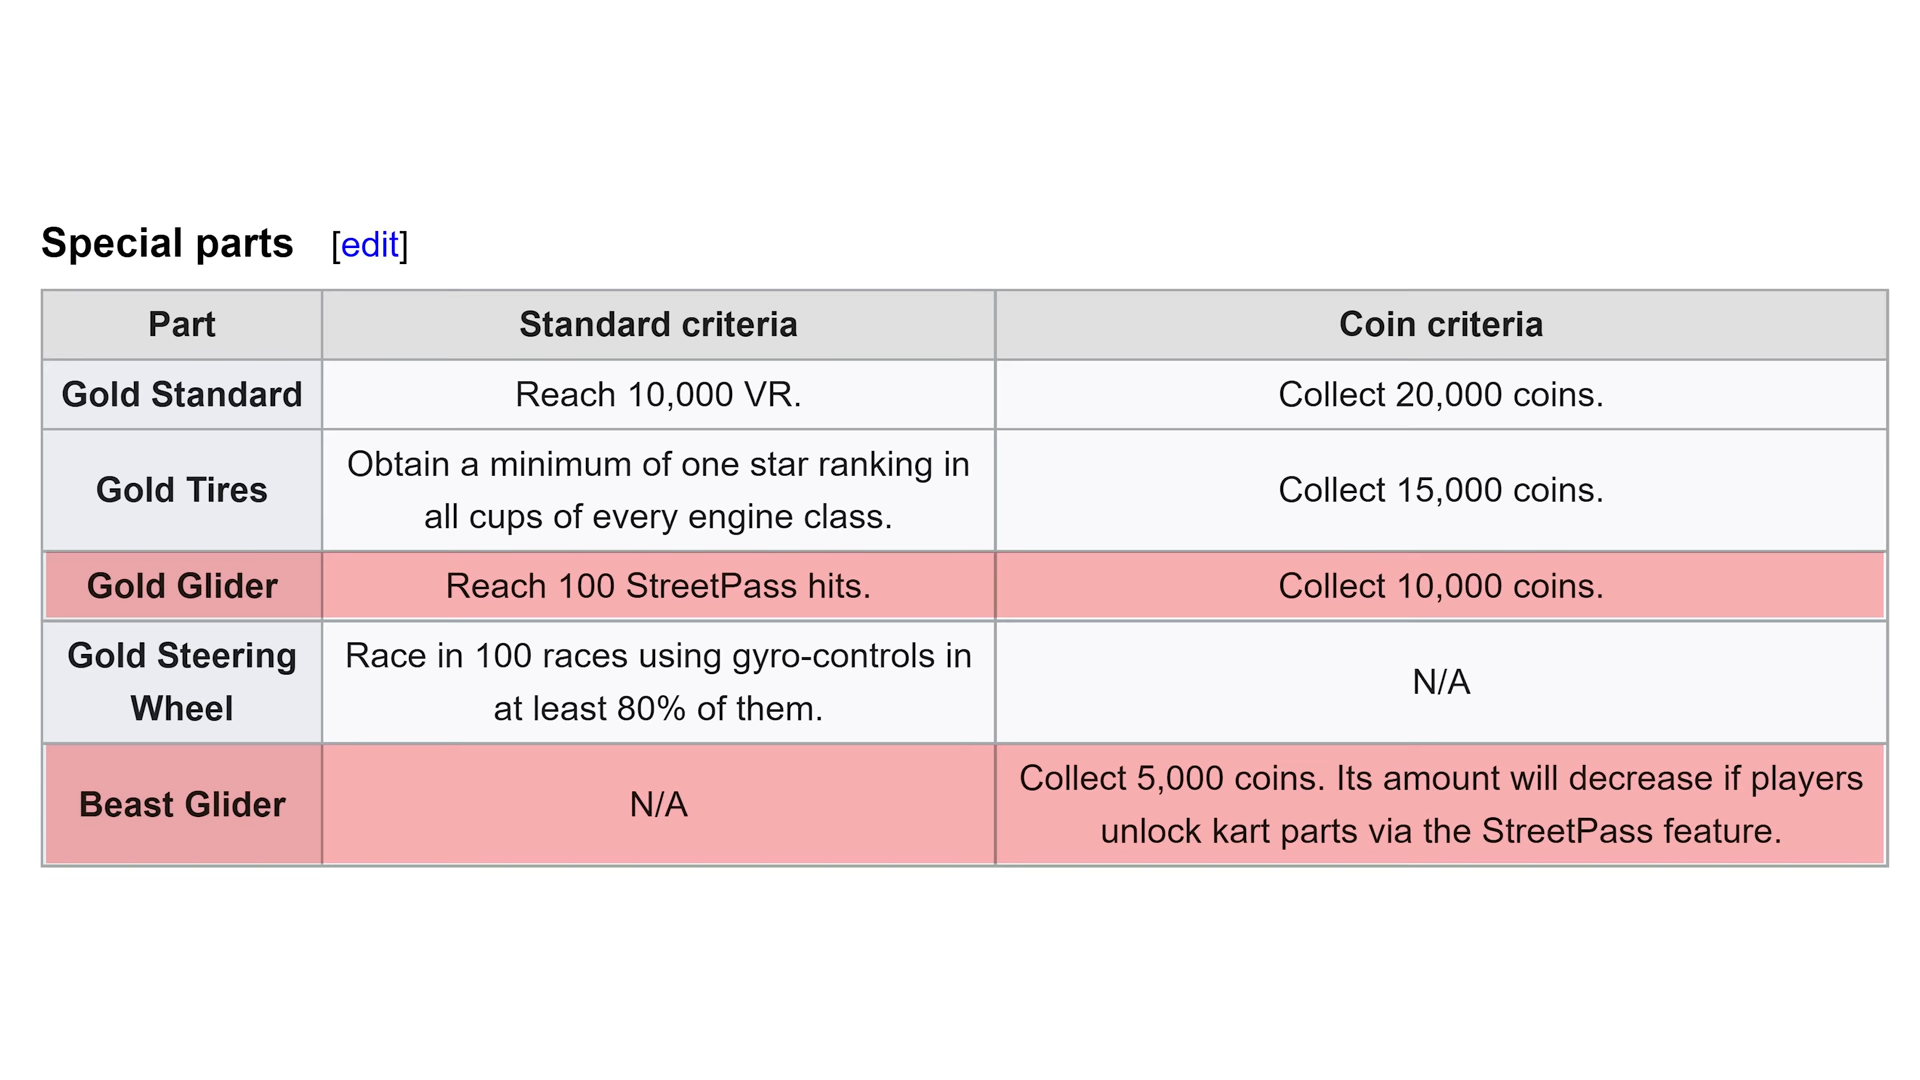 Special parts [edit]
Part Standard criteria Coin criteria
Gold Standard Reach 10,000 VR. Collect 20,000 coins.
Gold Tires
Obtain a minimum of one star ranking in
all cups of every engine class.
Collect 15,000 coins.
Gold Glider Reach 100 StreetPass hits. Collect 10,000 coins.
Gold Steering
Wheel
Race in 100 races using gyro-controls in
at least 80% of them.
N/A
Beast Glider
N/A
Collect 5,000 coins. Its amount will decrease if players
unlock kart parts via the StreetPass feature.